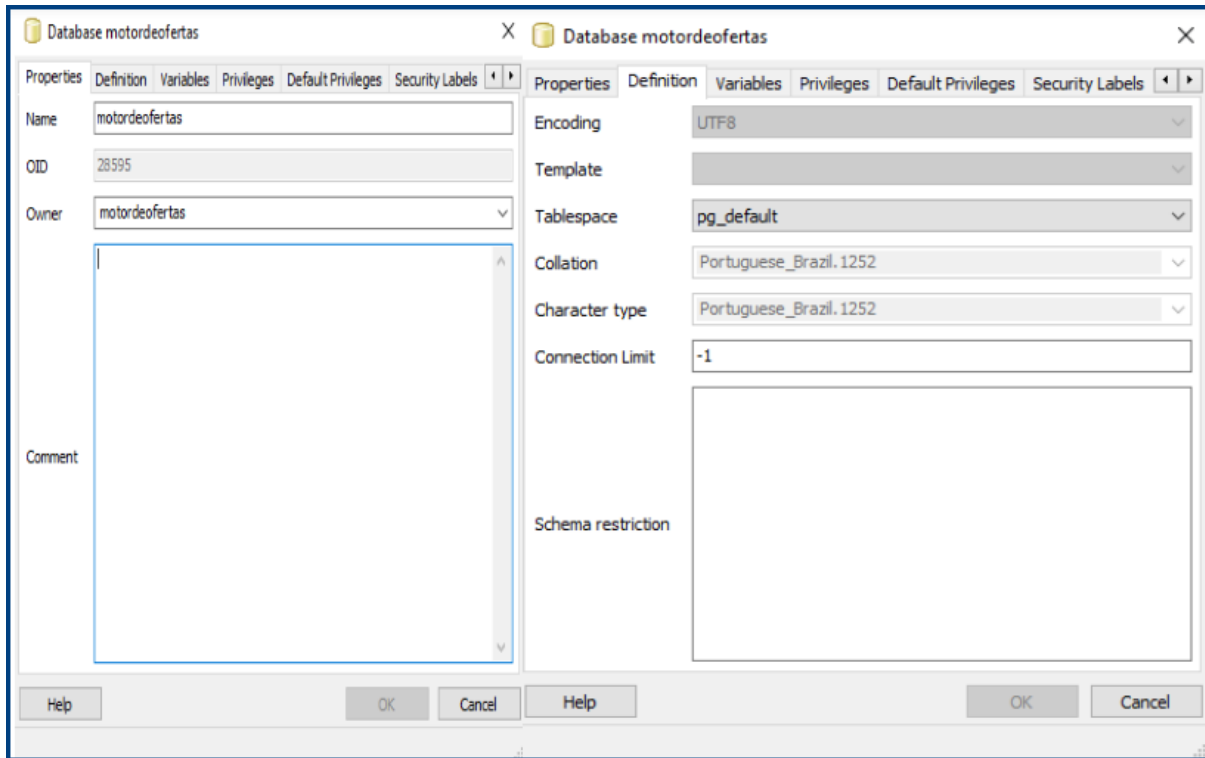 Database motordeofertas
Properties Definition Variables Privileges Default Privileges Security Labels
Name motordeofertas
OID 28595
Owner motordeofertas
Comment
Help OK Cancel
Database motordeofertas
Properties Definition Variables Privileges Default Privileges Security Labels
Encoding UTF8
Template
Tablespace pg_default
Collation Portuguese_Brazil.1252
Character type Portuguese_Brazil.1252
Connection Limit -1
Schema restriction
Help OK Cancel